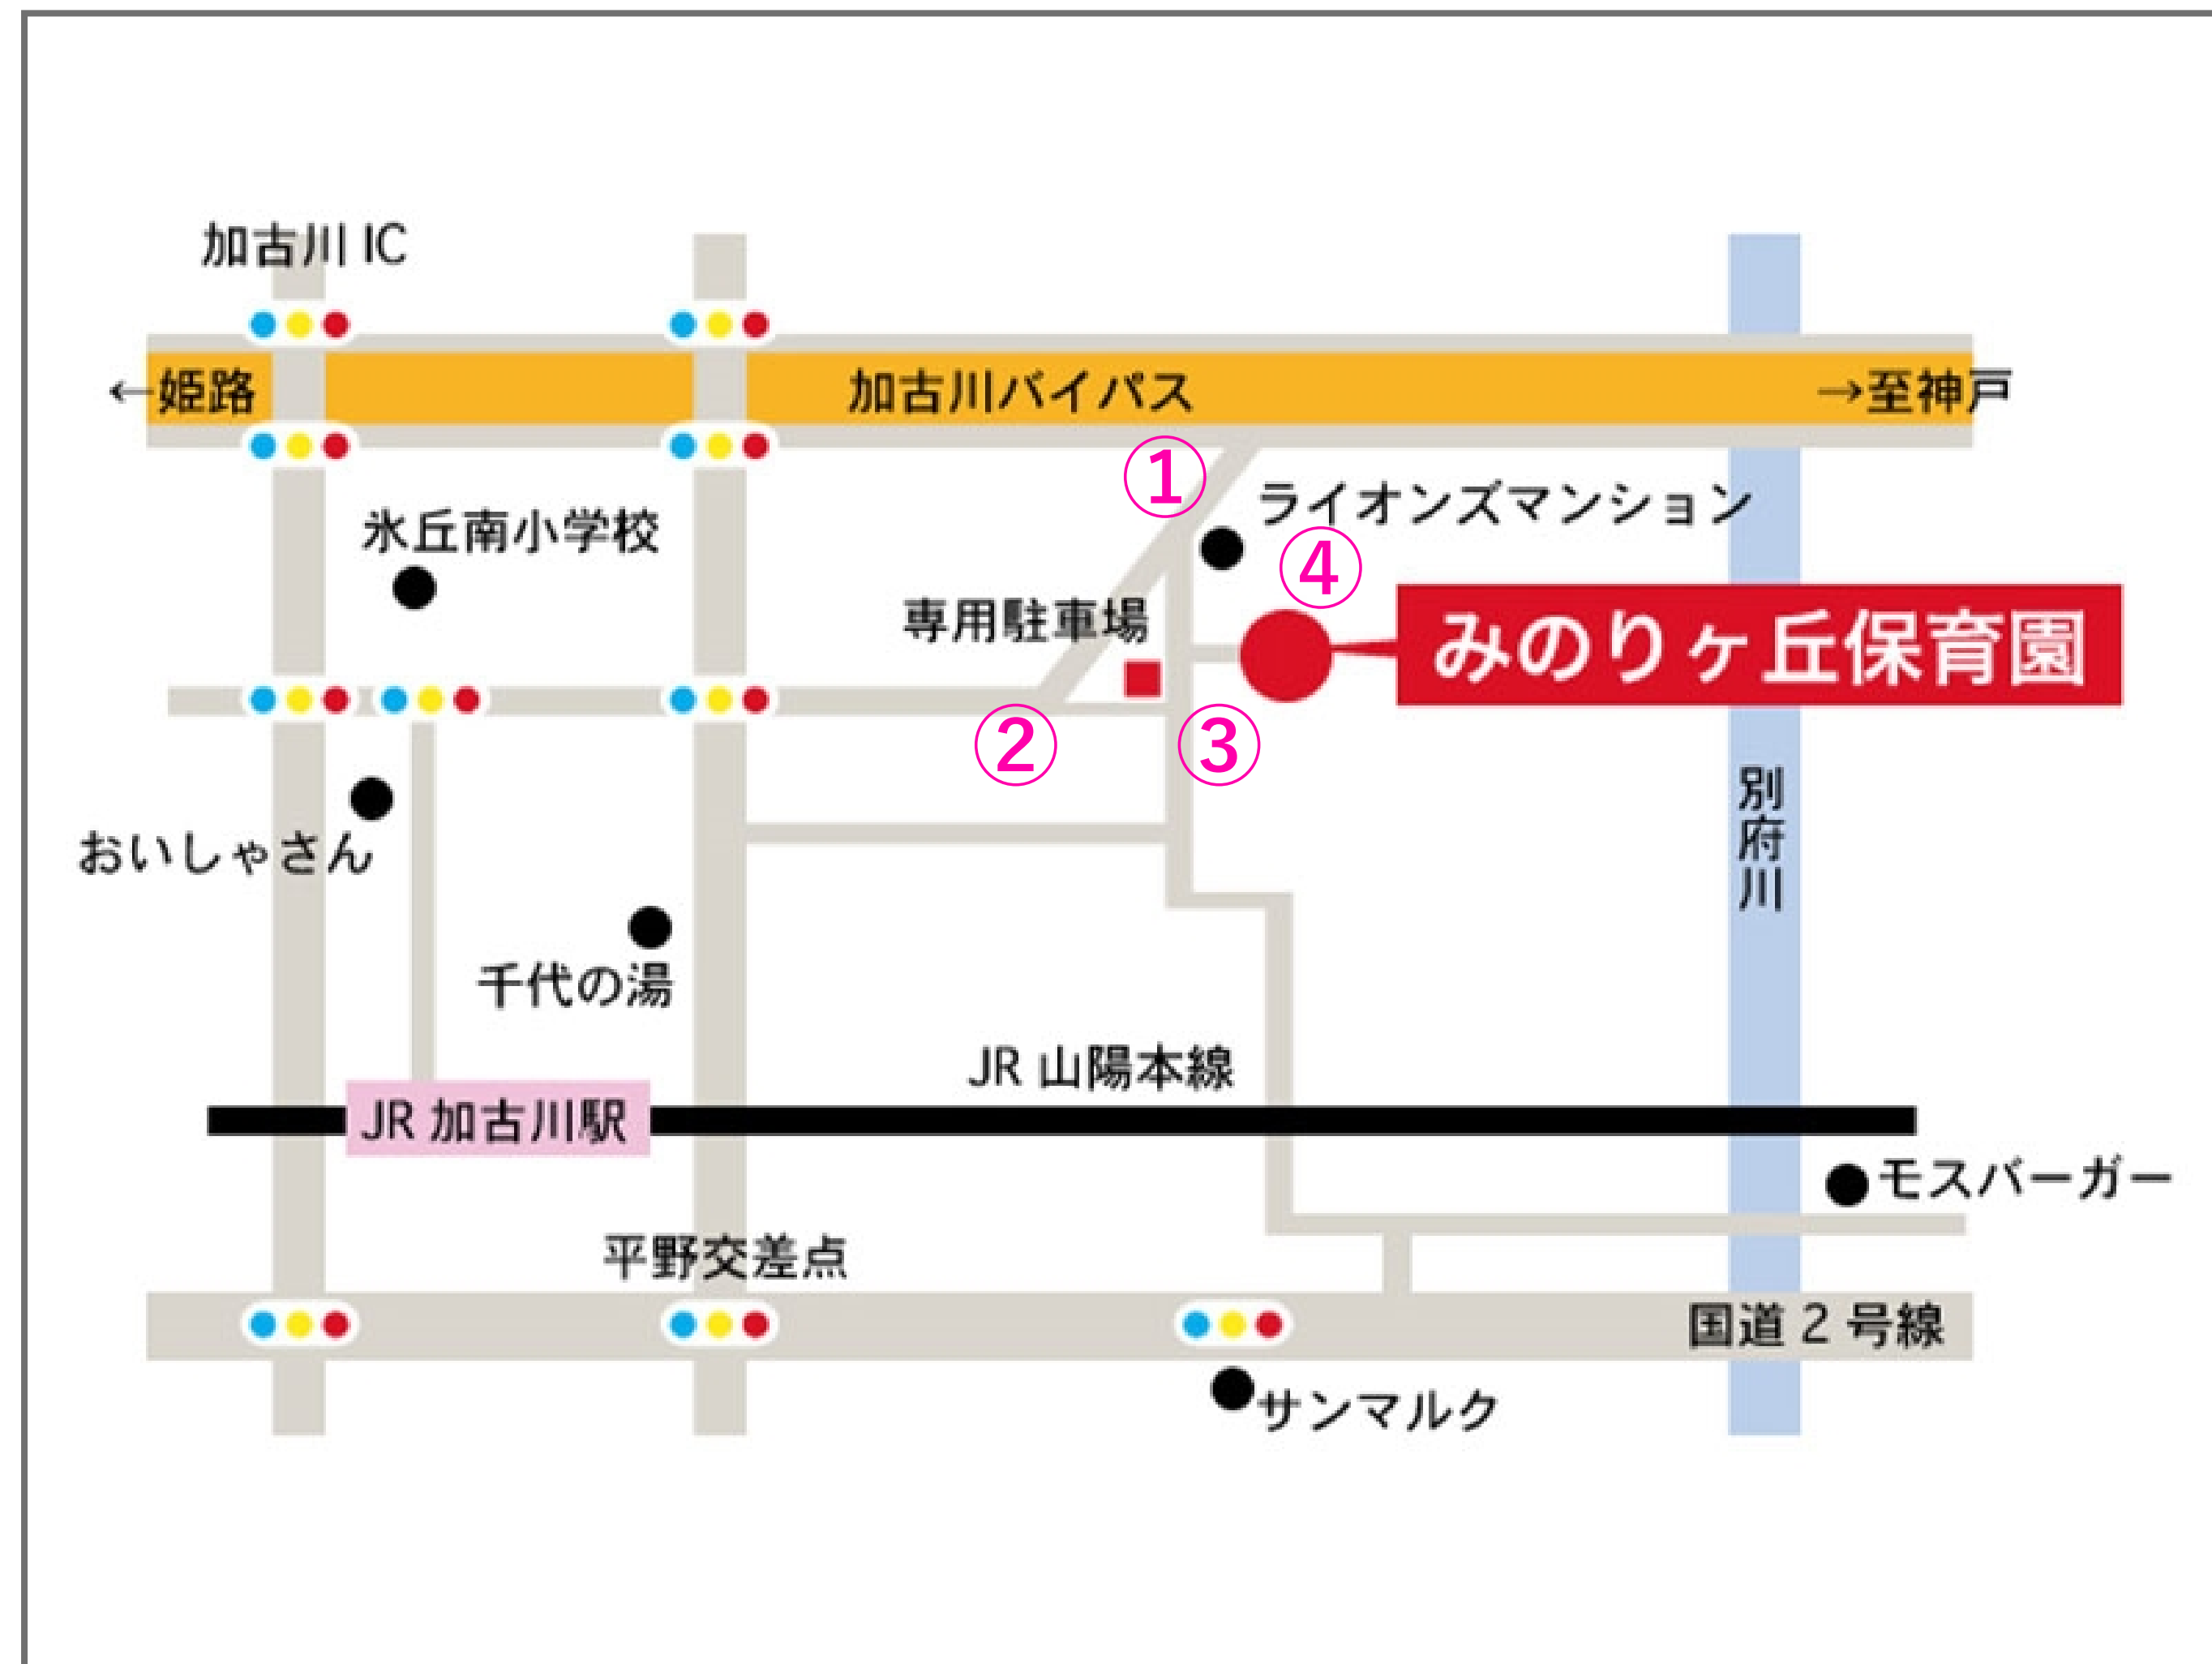 加古川 IC
←姫路
加古川バイパス
→至神戸
①
ライオンズマンション
氷丘南小学校
④
専用駐車場
みのりヶ丘保育園
②
③
別府川
おいしゃさん
千代の湯
JR 山陽本線
JR 加古川駅
モスバーガー
平野交差点
国道 2 号線
サンマルク